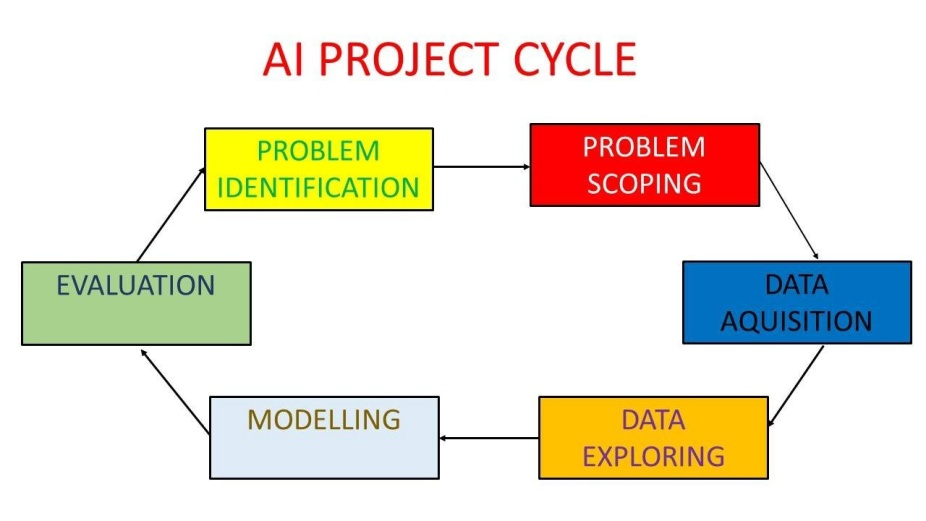 AI PROJECT CYCLE
PROBLEM
IDENTIFICATION
PROBLEM
SCOPING
DATA
AQUISITION
DATA
EXPLORING
MODELLING
EVALUATION